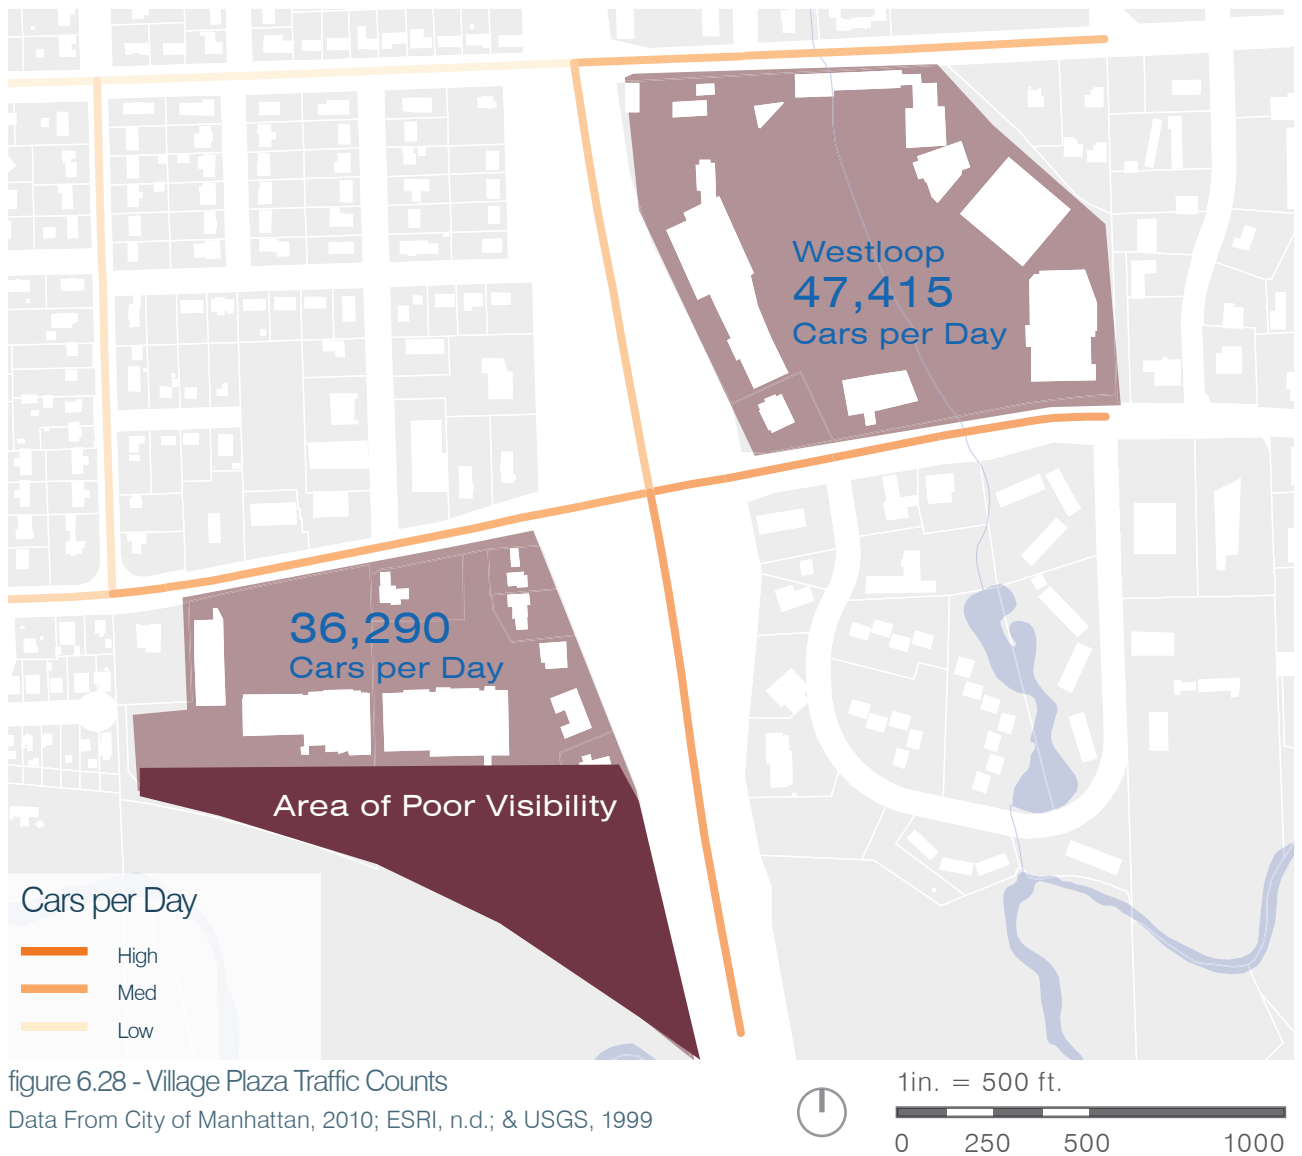 Westloop
47,415
Cars per Day
36,290
Cars per Day
Area of Poor Visibility
Cars per Day
High
Med
Low
figure 6.28 - Village Plaza Traffic Counts
Data From City of Manhattan, 2010; ESRI, n.d.; & USGS, 1999
1in. = 500 ft.
0 250 500 1000